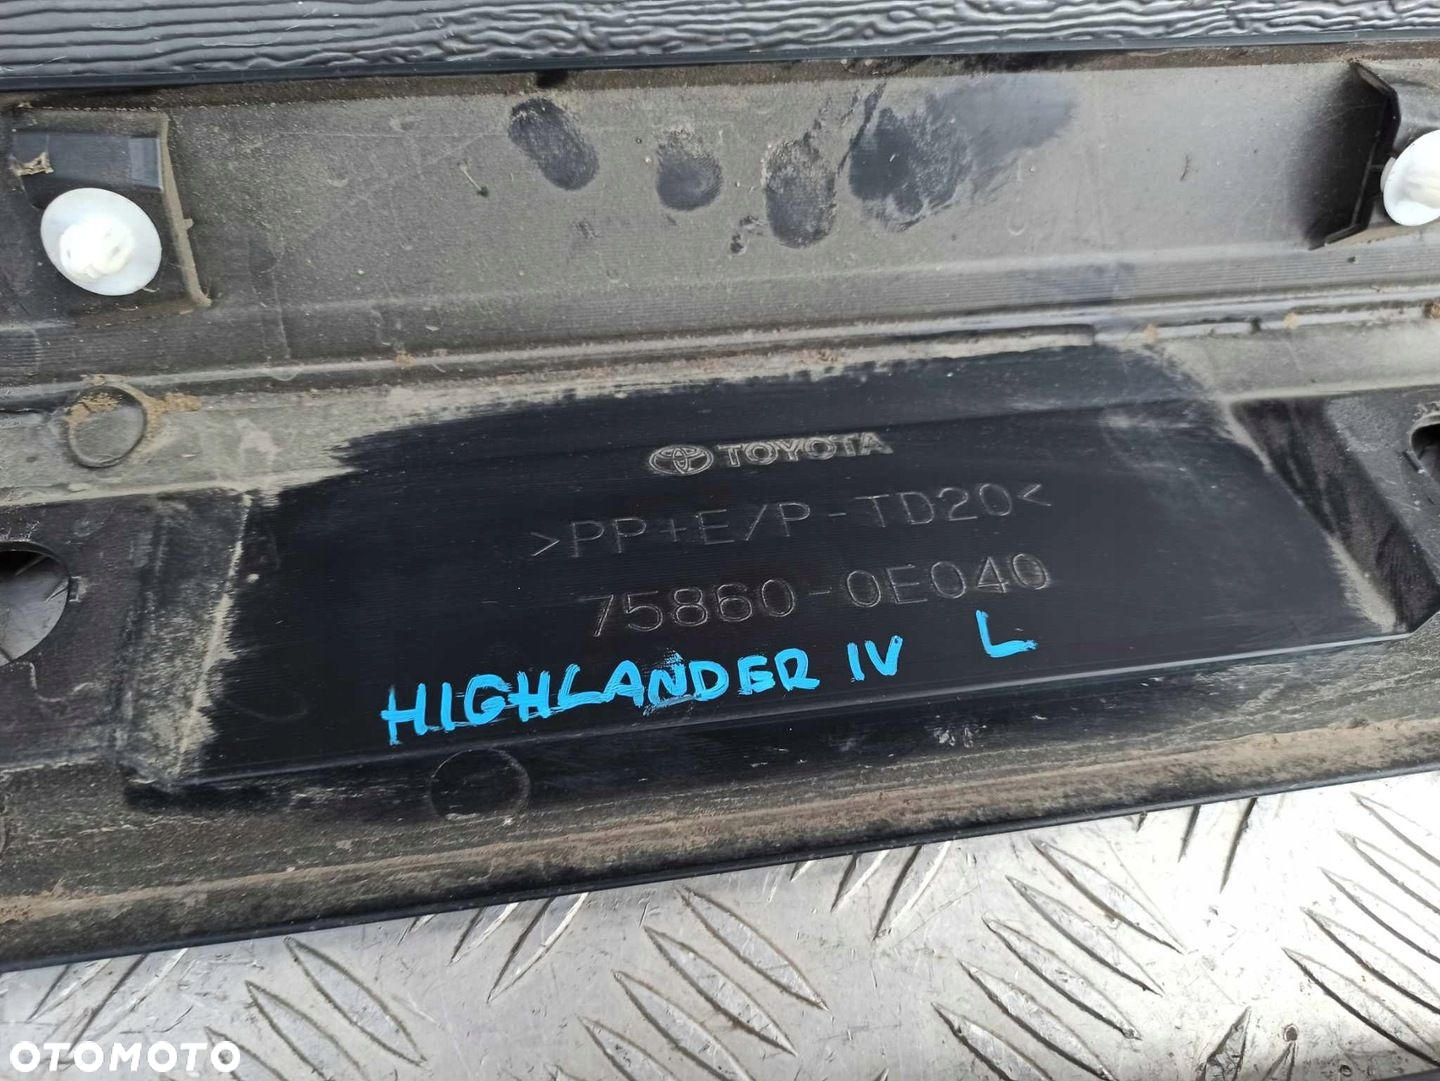 TOYOTA
>PP+E/P-TD20<
75860-0E040
HIGHLANDER IV L
OTOMOTO